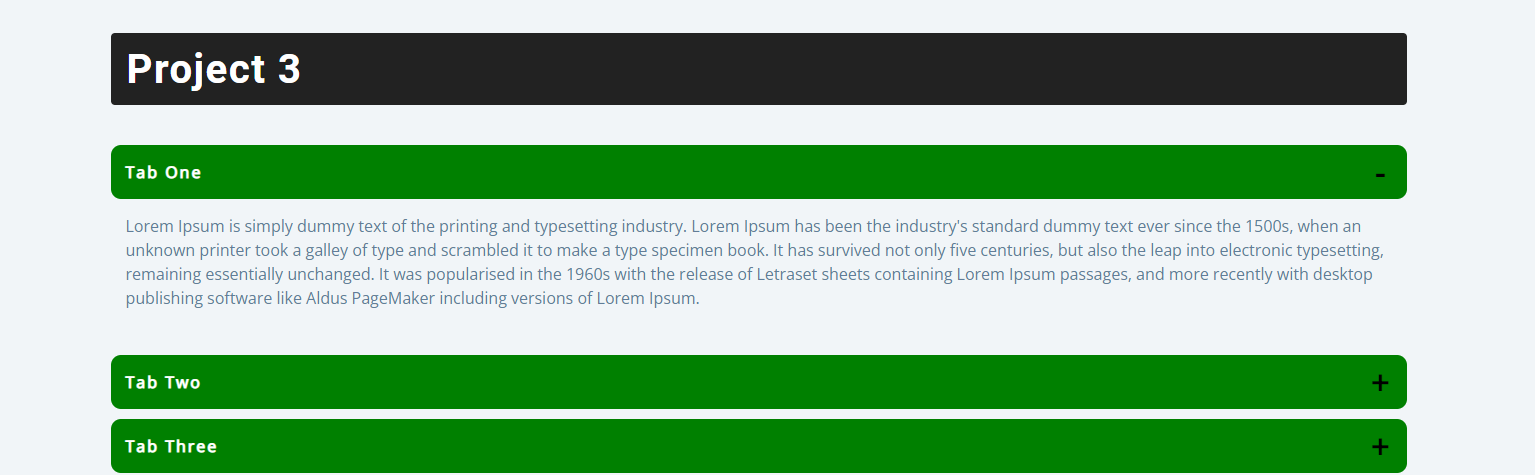 Project 3
Tab One
-
Lorem Ipsum is simply dummy text of the printing and typesetting industry. Lorem Ipsum has been the industry's standard dummy text ever since the 1500s, when an
unknown printer took a galley of type and scrambled it to make a type specimen book. It has survived not only five centuries, but also the leap into electronic typesetting,
remaining essentially unchanged. It was popularised in the 1960s with the release of Letraset sheets containing Lorem Ipsum passages, and more recently with desktop
publishing software like Aldus PageMaker including versions of Lorem Ipsum.
Tab Two
+
Tab Three
+